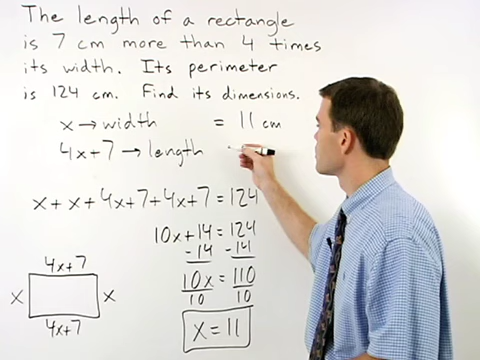 The length of a rectangle
is 7 cm more than 4 times
its width. Its perimeter
is 124 cm. Find its dimensions.
x → width = 11 cm
4x+7 → length
x + x + 4x+7 + 4x+7 = 124
10x + 14 = 124
- 14 - 14
10x = 110
10 10
x = 11
4x+7
x x
4x+7